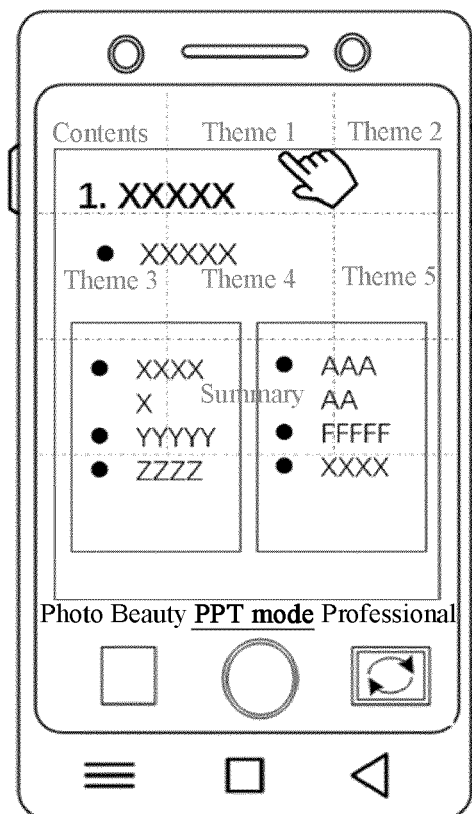 Contents Theme 1 Theme 2
1. XXXXX
XXXXX
Theme 3 Theme 4 Theme 5
XXXX
X
YYYYY
ZZZZ
Summary
AAA
AA
FFFFF
XXXX
Photo Beauty PPT mode Professional